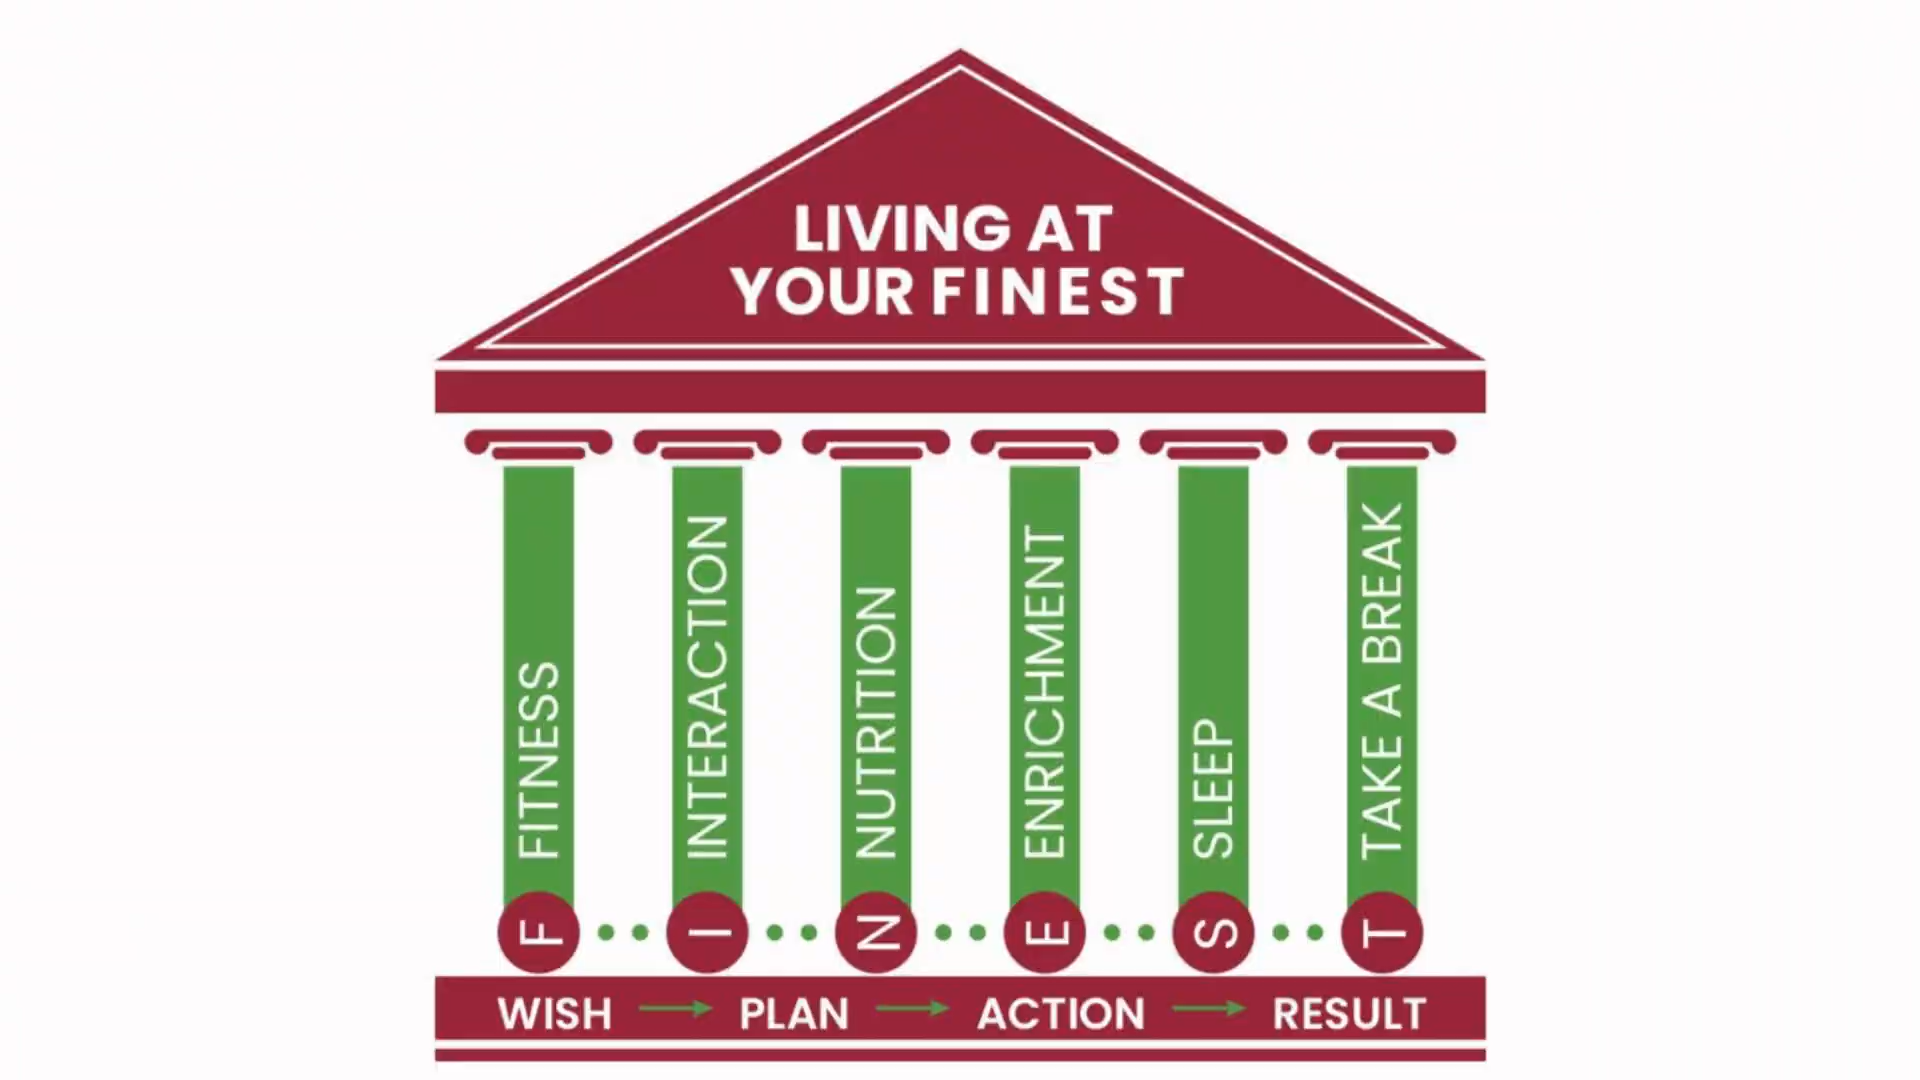 LIVING AT
YOUR FINEST
FITNESS
INTERACTION
NUTRITION
ENRICHMENT
SLEEP
TAKE A BREAK
F I N E S T
WISH PLAN ACTION RESULT